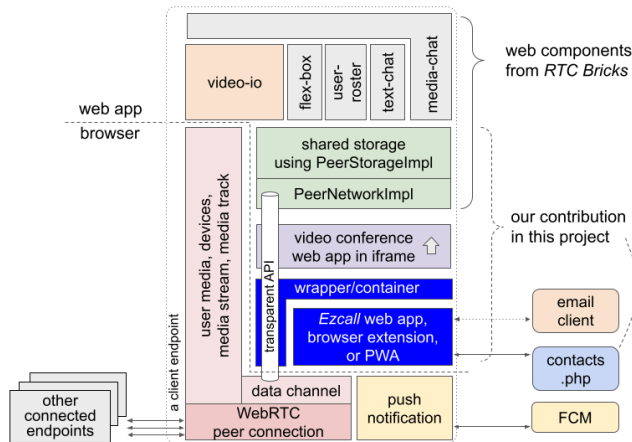 video-io
flex-box
user-
roster
text-chat
media-chat
web components
from RTC Bricks
web app
browser
user media, devices,
media stream, media track
shared storage
using PeerStorageImpl
PeerNetworkImpl
our contribution
in this project
transparent API
video conference
web app in iframe
wrapper/container
Ezcall web app,
browser extension,
or PWA
email
client
contacts
.php
a client endpoint
data channel
WebRTC
peer connection
push
notification
FCM
other
connected
endpoints